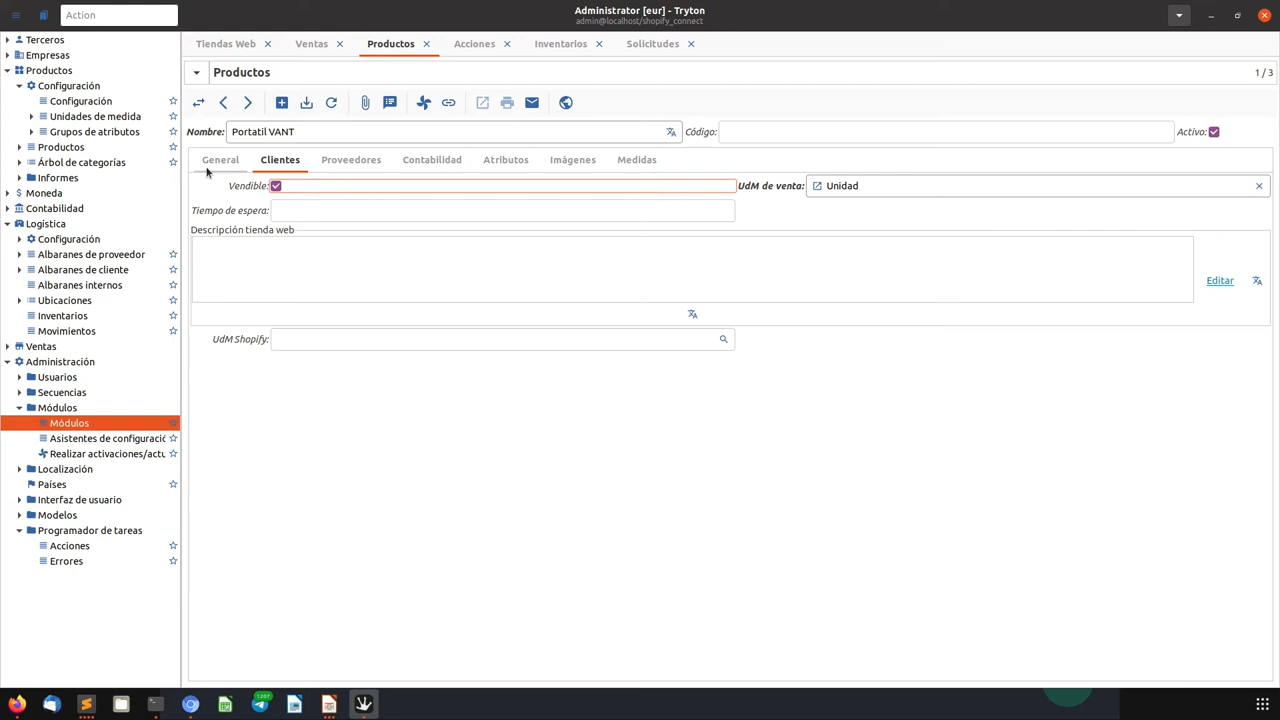 Action
Administrator [eur] - Tryton
admin@localhost/shopify_connect
Terceros
Empresas
Productos
Configuración
Configuración
Unidades de medida
Grupos de atributos
Productos
Árbol de categorías
Informes
Moneda
Contabilidad
Logística
Configuración
Albaranes de proveedor
Albaranes de cliente
Albaranes internos
Ubicaciones
Inventarios
Movimientos
Ventas
Administración
Usuarios
Secuencias
Módulos
Módulos
Asistentes de configuració
Realizar activaciones/actu
Localización
Países
Interfaz de usuario
Modelos
Programador de tareas
Acciones
Errores
Tiendas Web
Ventas
Productos
Acciones
Inventarios
Solicitudes
Productos
1 / 3
Nombre: Portatil VANT
Código:
Activo:
General Clientes Proveedores Contabilidad Atributos Imágenes Medidas
Vendible:
UdM de venta: Unidad
Tiempo de espera:
Descripción tienda web
Editar
UdM Shopify:
1207